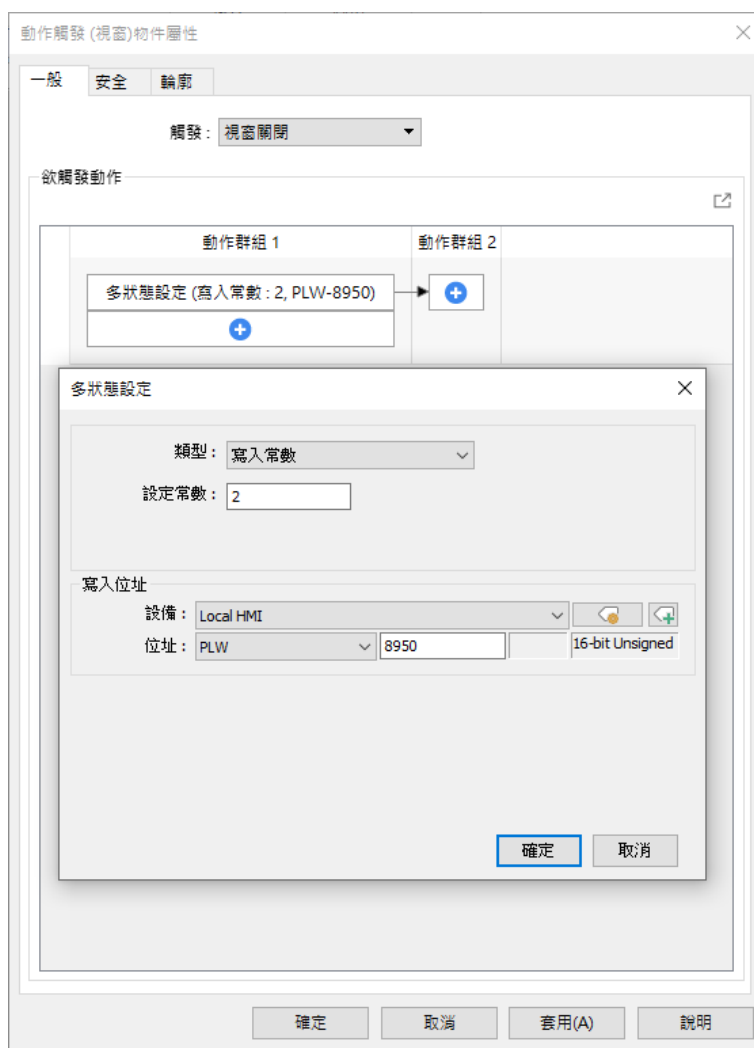 動作觸發 (視窗)物件屬性
一般 安全 輪廓
觸發 : 視窗關閉
欲觸發動作
動作群組 1 動作群組 2
多狀態設定 (寫入常數 : 2, PLW-8950)
多狀態設定
類型 : 寫入常數
設定常數 : 2
寫入位址
設備 : Local HMI
位址 : PLW 8950 16-bit Unsigned
確定 取消
確定 取消 套用(A) 說明